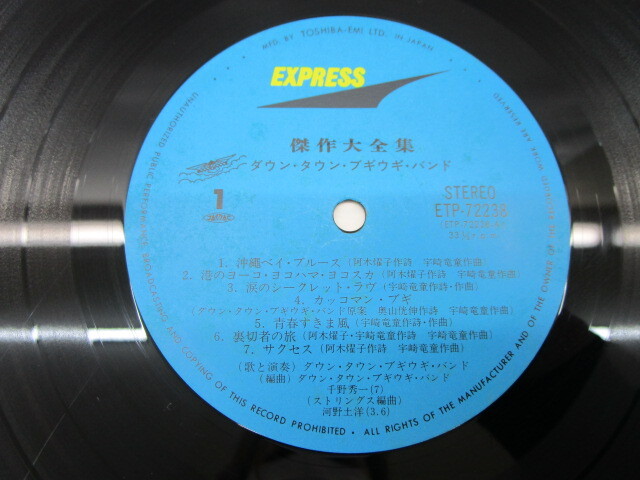 MFG. BY TOSHIBA-EMI LTD. IN JAPAN
EXPRESS
傑作大全集
ダウン・タウン・ブギウギ・バンド
1
STEREO
ETP-72238
1. 沖縄ベイ・ブルース (阿木燿子作詩 宇崎竜童作曲)
2. 港のヨーコ・ヨコハマ・ヨコスカ (阿木燿子作詩 宇崎竜童作曲)
3. 涙のシークレット・ラヴ (宇崎竜童作詩・作曲)
4. カッコマン・ブギ
(ダウン・タウン・ブギウギ・バンド原案 奥山侊伸作詩 宇崎竜童作曲)
5. 青春すきま風 (宇崎竜童作詩・作曲)
6. 裏切者の旅 (阿木燿子・宇崎竜童作詩 宇崎竜童作曲)
7. サクセス (阿木燿子作詩 宇崎竜童作曲)
(歌と演奏) ダウン・タウン・ブギウギ・バンド
(編曲) ダウン・タウン・ブギウギ・バンド
千野秀一(7)
(ストリングス編曲)
河野土洋(3.6)
ALL RIGHTS OF THE MANUFACTURER AND OF THE OWNER OF
UNAUTHORIZED PUBLIC PERFORMANCE BROADCASTING AND COPYING OF THIS RECORD PROHIBITED